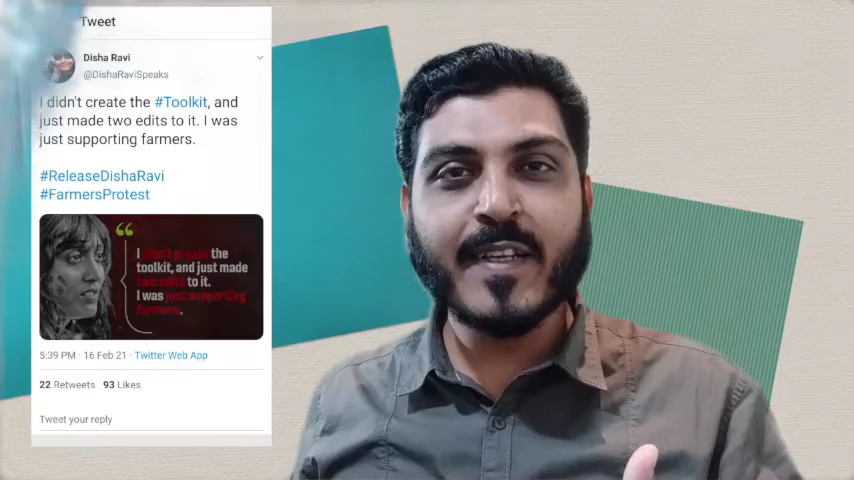 Tweet
Disha Ravi
@DishaRaviSpeaks
I didn't create the #Toolkit, and
just made two edits to it. I was
just supporting farmers.
#ReleaseDishaRavi
#FarmersProtest
I didn't create the
toolkit, and just made
two edits to it.
I was just supporting
farmers.
5:39 PM · 16 Feb 21 · Twitter Web App
22 Retweets 93 Likes
Tweet your reply